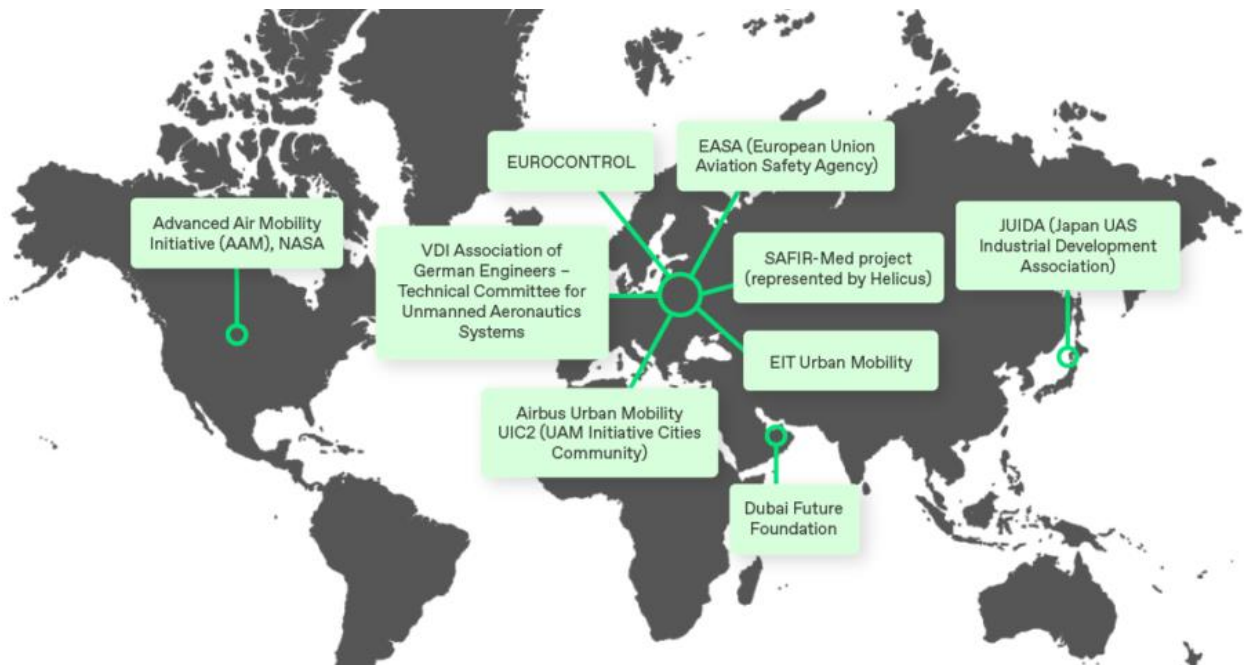 EUROCONTROL
EASA (European Union
Aviation Safety Agency)
Advanced Air Mobility
Initiative (AAM), NASA
VDI Association of
German Engineers –
Technical Committee for
Unmanned Aeronautics
Systems
SAFIR-Med project
(represented by Helicus)
JUIDA (Japan UAS
Industrial Development
Association)
EIT Urban Mobility
Airbus Urban Mobility
UIC2 (UAM Initiative Cities
Community)
Dubai Future
Foundation